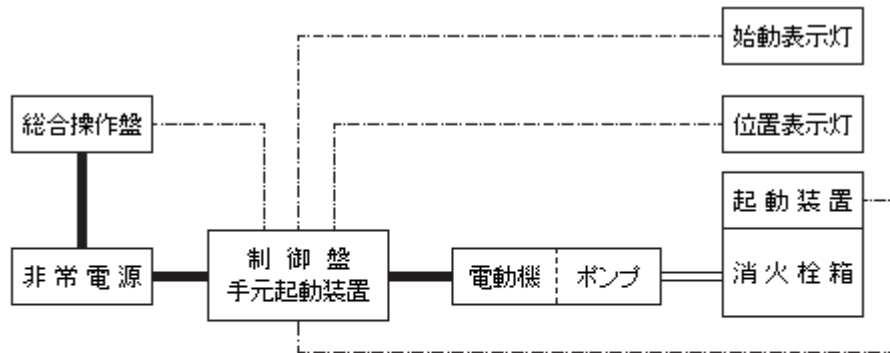 始動表示灯
総合操作盤
位置表示灯
起動装置
非常電源
制御盤
手元起動装置
電動機
ポンプ
消火栓箱